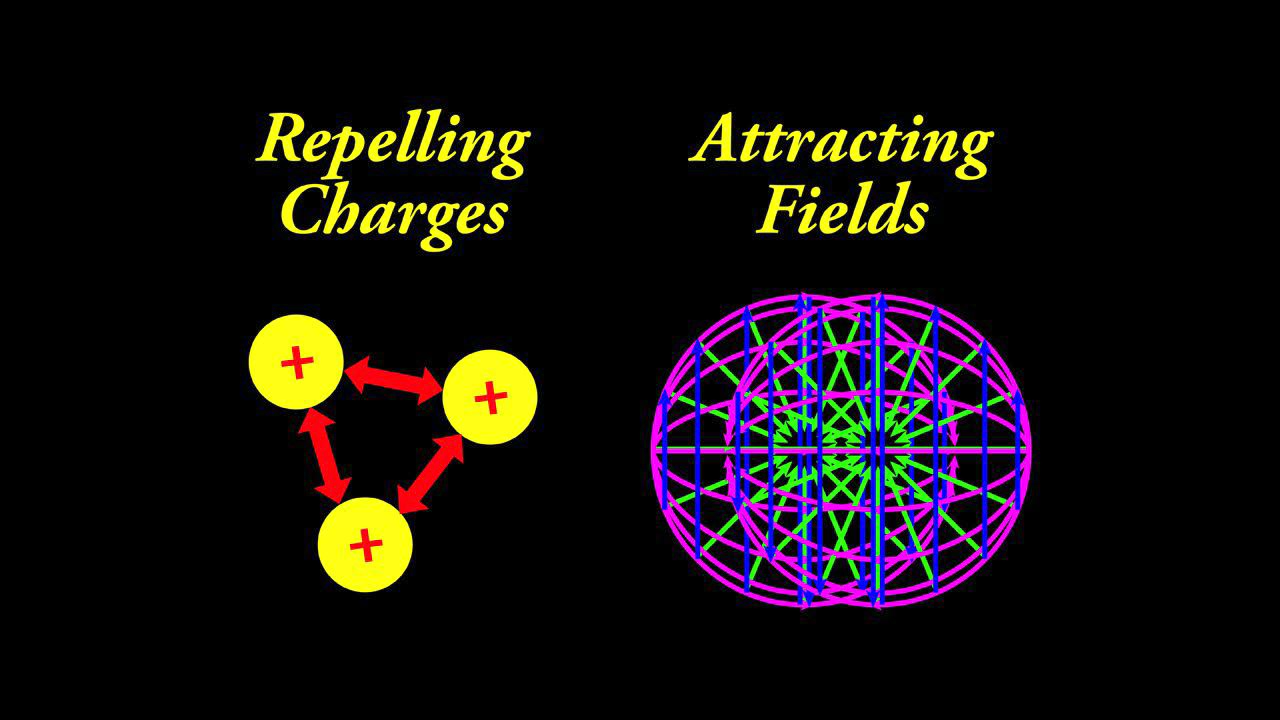 Repelling
Charges
Attracting
Fields
+
+
+